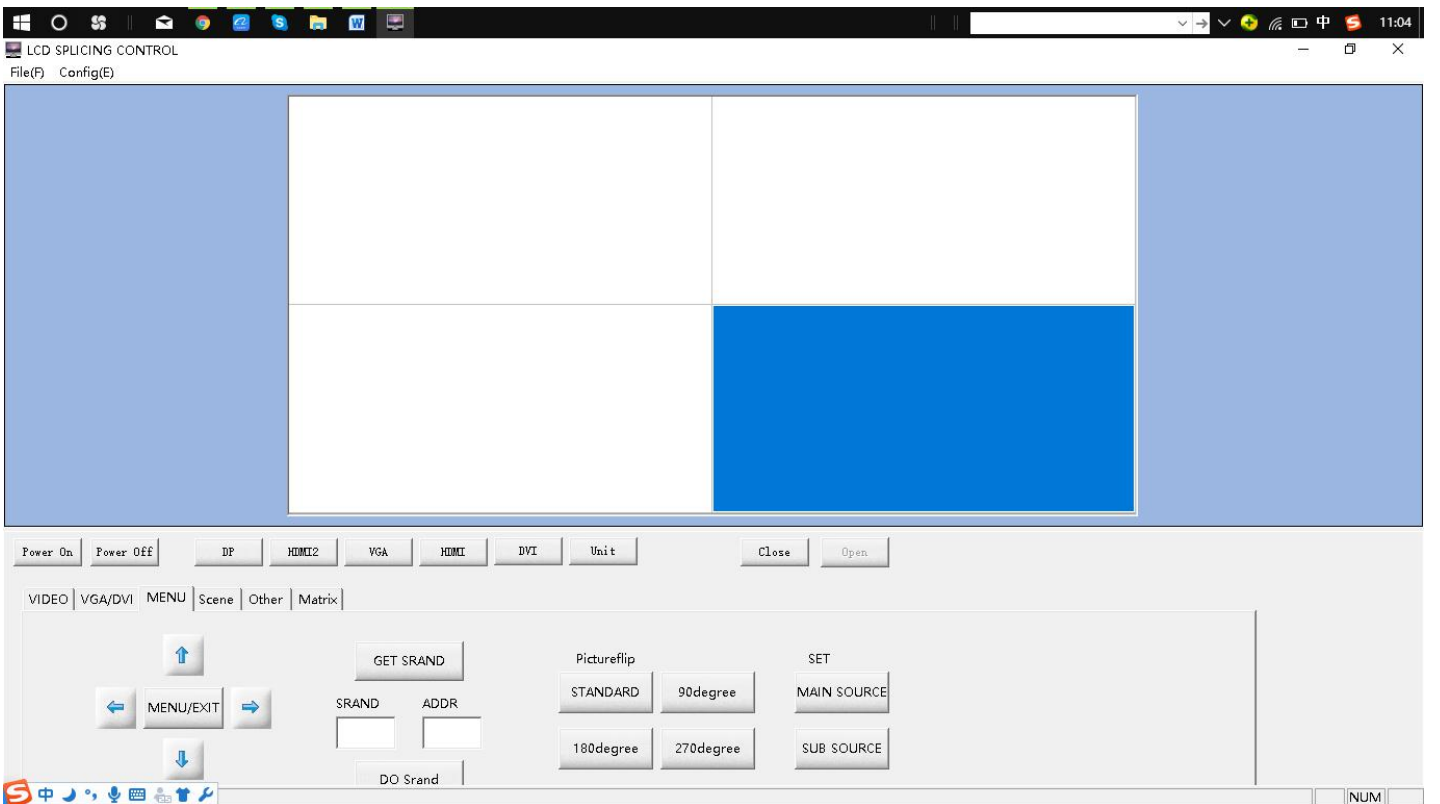 中 11:04
LCD SPLICING CONTROL
File(F) Config(E)
Power On Power Off DP HDMI2 VGA HDMI DVI Unit Close Open
VIDEO VGA/DVI MENU Scene Other Matrix
GET SRAND Pictureflip SET
STANDARD 90degree MAIN SOURCE
MENU/EXIT SRAND ADDR
180degree 270degree SUB SOURCE
DO Srand
中 NUM